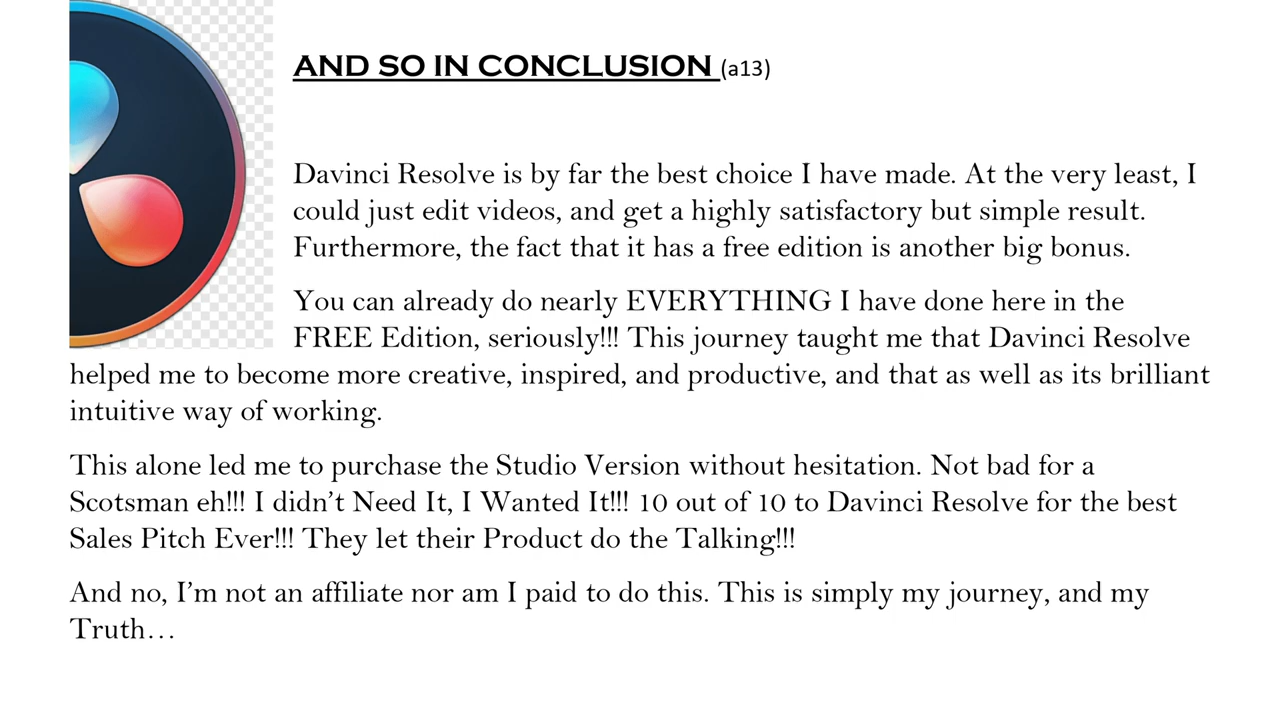 AND SO IN CONCLUSION (a13)
Davinci Resolve is by far the best choice I have made. At the very least, I
could just edit videos, and get a highly satisfactory but simple result.
Furthermore, the fact that it has a free edition is another big bonus.
You can already do nearly EVERYTHING I have done here in the
FREE Edition, seriously!!! This journey taught me that Davinci Resolve
helped me to become more creative, inspired, and productive, and that as well as its brilliant
intuitive way of working.
This alone led me to purchase the Studio Version without hesitation. Not bad for a
Scotsman eh!!! I didn’t Need It, I Wanted It!!! 10 out of 10 to Davinci Resolve for the best
Sales Pitch Ever!!! They let their Product do the Talking!!!
And no, I’m not an affiliate nor am I paid to do this. This is simply my journey, and my
Truth…